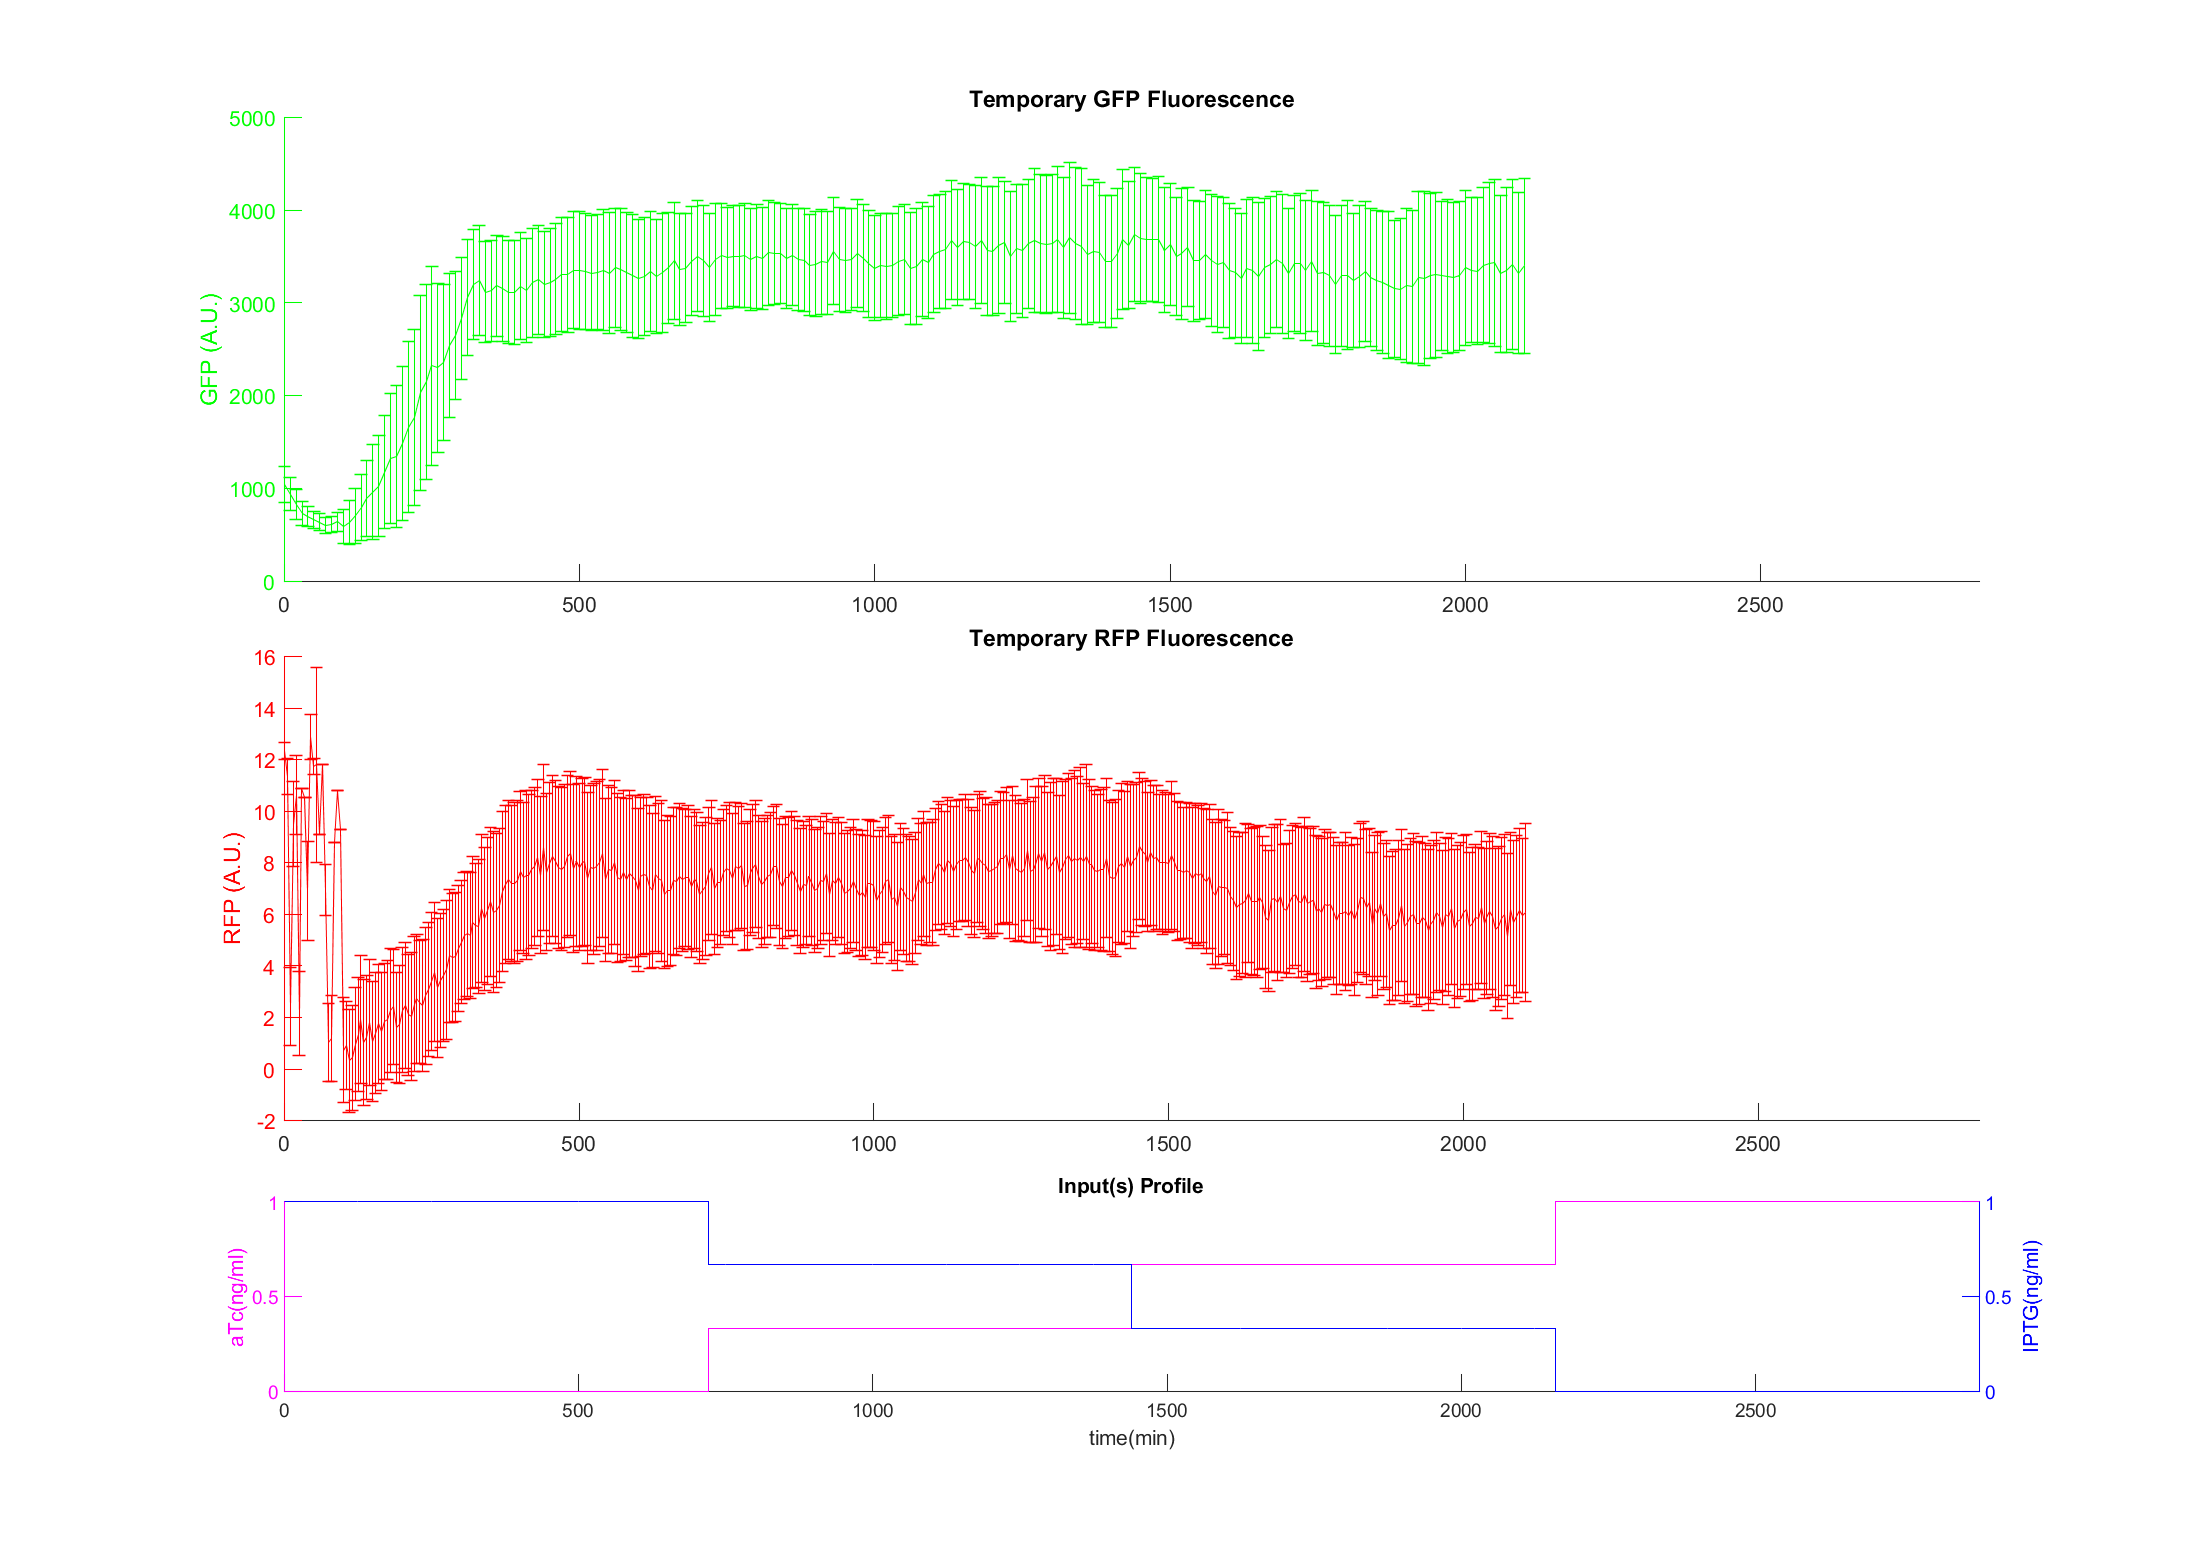 Temporary GFP Fluorescence
5000
4000
3000
2000
1000
0
GFP (A.U.)
0 500 1000 1500 2000 2500
Temporary RFP Fluorescence
16
14
12
10
8
6
4
2
0
-2
RFP (A.U.)
0 500 1000 1500 2000 2500
Input(s) Profile
1
0.5
0
aTc(ng/ml)
1
0.5
0
IPTG(ng/ml)
0 500 1000 1500 2000 2500
time(min)